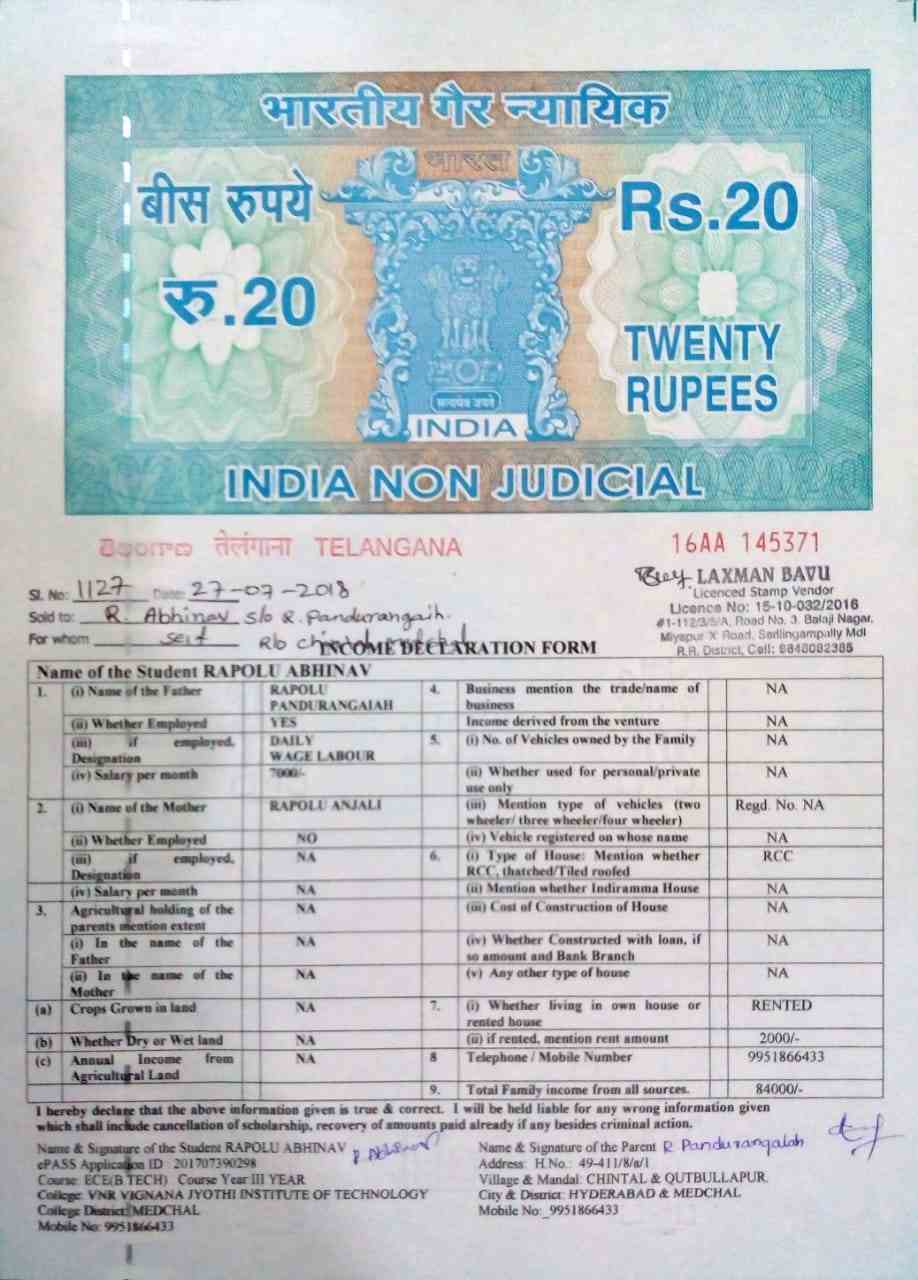 भारतीय गैर न्यायिक
भारत
बीस रुपये
Rs.20
रु.20
TWENTY
RUPEES
सत्यमेव जयते
INDIA
INDIA NON JUDICIAL
తెలంగాణ तेलंगाना TELANGANA
16AA 145371
Sl. No: 1127 Date: 27-07-2018
Sold to: R. Abhinav s/o R. Pandurangaih.
For whom self R/o Chintal
LAXMAN BAVU
Licenced Stamp Vendor
Licence No: 15-10-032/2016
#1-112/3/5/A, Road No. 3. Balaji Nagar,
Miyapur X Road, Serilingampally Mdl
R.R. District, Cell: 9848082385
INCOME DECLARATION FORM
Name of the Student RAPOLU ABHINAV
1. (i) Name of the Father RAPOLU PANDURANGAIAH
(ii) Whether Employed YES
(iii) if employed, Designation DAILY WAGE LABOUR
(iv) Salary per month 7000/-
2. (i) Name of the Mother RAPOLU ANJALI
(ii) Whether Employed NO
(iii) if employed, Designation NA
(iv) Salary per month NA
3. Agricultural holding of the parents mention extent NA
(i) In the name of the Father NA
(ii) In the name of the Mother NA
(a) Crops Grown in land NA
(b) Whether Dry or Wet land NA
(c) Annual Income from Agricultural Land NA
4. Business mention the trade/name of business NA
Income derived from the venture NA
5. (i) No. of Vehicles owned by the Family NA
(ii) Whether used for personal/private use only NA
(iii) Mention type of vehicles (two wheeler/ three wheeler/four wheeler) Regd. No. NA
(iv) Vehicle registered on whose name NA
6. (i) Type of House: Mention whether RCC, thatched/Tiled roofed RCC
(ii) Mention whether Indiramma House NA
(iii) Cost of Construction of House NA
(iv) Whether Constructed with loan, if so amount and Bank Branch NA
(v) Any other type of house NA
7. (i) Whether living in own house or rented house RENTED
(ii) if rented, mention rent amount 2000/-
8 Telephone / Mobile Number 9951866433
9. Total Family income from all sources. 84000/-
I hereby declare that the above information given is true & correct. I will be held liable for any wrong information given
which shall include cancellation of scholarship, recovery of amounts paid already if any besides criminal action.
Name & Signature of the Student RAPOLU ABHINAV R Abhinav
ePASS Application ID : 201707390298
Course: ECE(B TECH) Course Year III YEAR
College: VNR VIGNANA JYOTHI INSTITUTE OF TECHNOLOGY
College District: MEDCHAL
Mobile No: 9951866433
Name & Signature of the Parent R Pandurangaiah
Address: H.No.: 49-411/8/a/1
Village & Mandal: CHINTAL & QUTBULLAPUR.
City & District: HYDERABAD & MEDCHAL
Mobile No:_9951866433